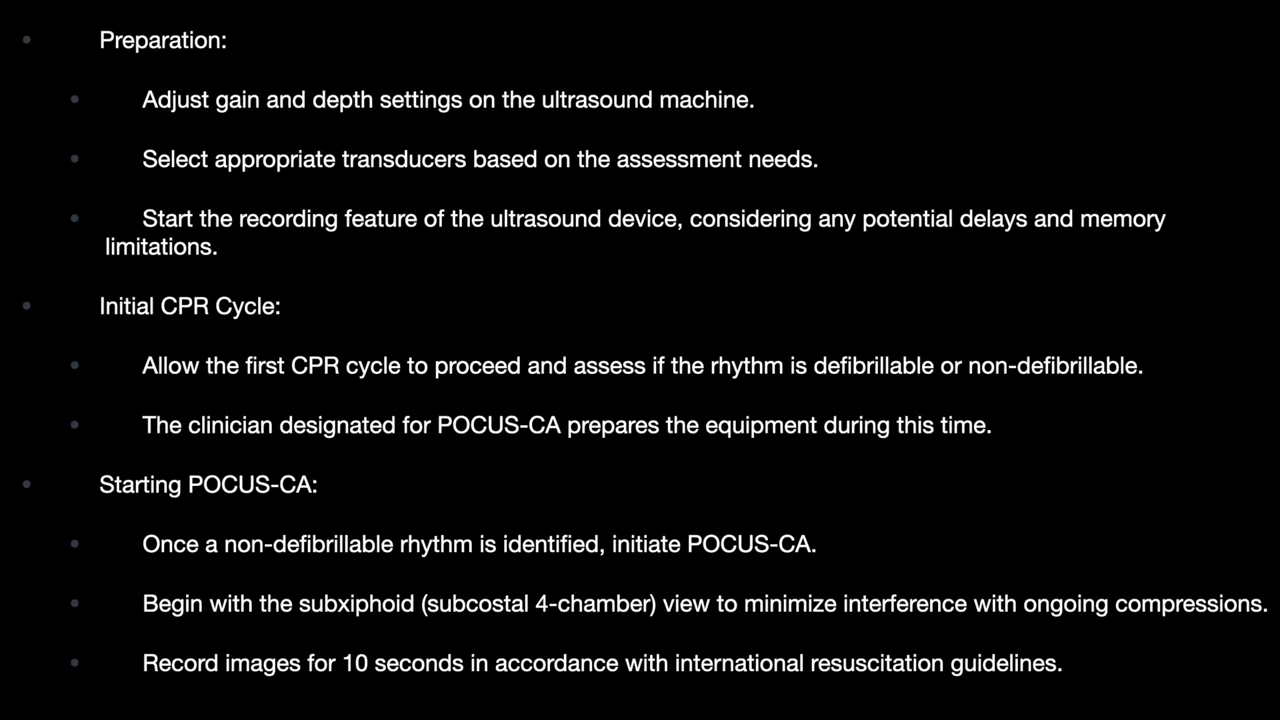 Preparation:
Adjust gain and depth settings on the ultrasound machine.
Select appropriate transducers based on the assessment needs.
Start the recording feature of the ultrasound device, considering any potential delays and memory
limitations.
Initial CPR Cycle:
Allow the first CPR cycle to proceed and assess if the rhythm is defibrillable or non-defibrillable.
The clinician designated for POCUS-CA prepares the equipment during this time.
Starting POCUS-CA:
Once a non-defibrillable rhythm is identified, initiate POCUS-CA.
Begin with the subxiphoid (subcostal 4-chamber) view to minimize interference with ongoing compressions.
Record images for 10 seconds in accordance with international resuscitation guidelines.